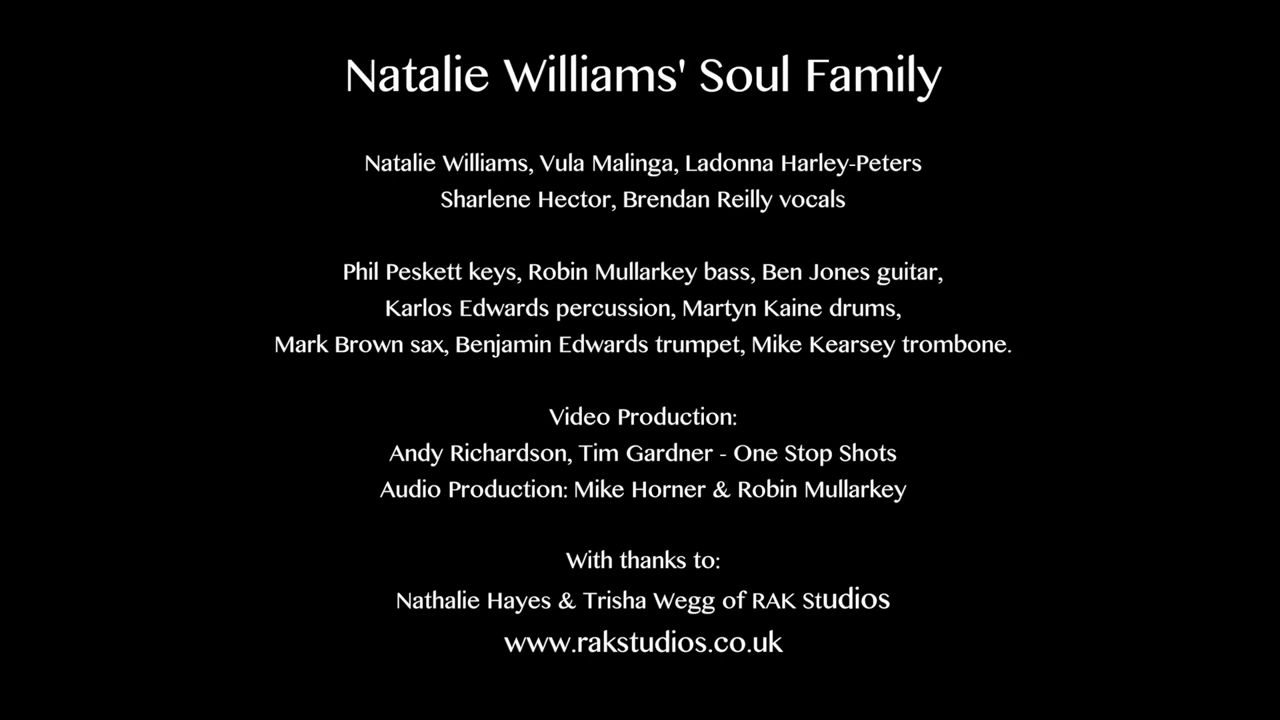 Natalie Williams' Soul Family
Natalie Williams, Vula Malinga, Ladonna Harley-Peters
Sharlene Hector, Brendan Reilly vocals
Phil Peskett keys, Robin Mullarkey bass, Ben Jones guitar,
Karlos Edwards percussion, Martyn Kaine drums,
Mark Brown sax, Benjamin Edwards trumpet, Mike Kearsey trombone.
Video Production:
Andy Richardson, Tim Gardner - One Stop Shots
Audio Production: Mike Horner & Robin Mullarkey
With thanks to:
Nathalie Hayes & Trisha Wegg of RAK Studios
www.rakstudios.co.uk